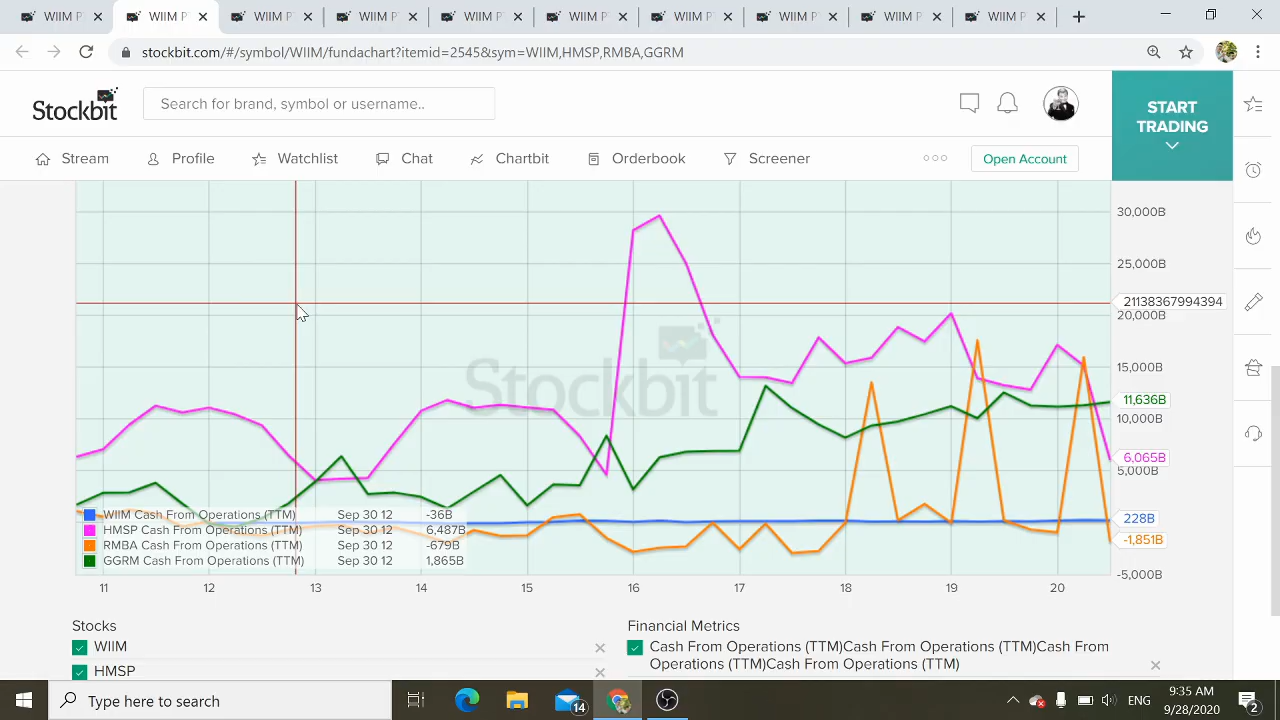 WIIM P
WIIM P
WIIM P
WIIM P
WIIM P
WIIM P
WIIM P
WIIM P
WIIM P
WIIM P
stockbit.com/#/symbol/WIIM/fundachart?itemid=2545&sym=WIIM,HMSP,RMBA,GGRM
Stockbit
Search for brand, symbol or username..
START
TRADING
Stream
Profile
Watchlist
Chat
Chartbit
Orderbook
Screener
Open Account
30,000B
25,000B
21138367994394
20,000B
15,000B
11,636B
10,000B
6,065B
5,000B
228B
-1,851B
-5,000B
Stockbit
WIIM Cash From Operations (TTM) Sep 30 12 -36B
HMSP Cash From Operations (TTM) Sep 30 12 6,487B
RMBA Cash From Operations (TTM) Sep 30 12 -679B
GGRM Cash From Operations (TTM) Sep 30 12 1,865B
11 12 13 14 15 16 17 18 19 20
Stocks
WIIM
HMSP
Financial Metrics
Cash From Operations (TTM)Cash From Operations (TTM)Cash From
Operations (TTM)Cash From Operations (TTM)
Type here to search
14
ENG
9:35 AM
9/28/2020
2